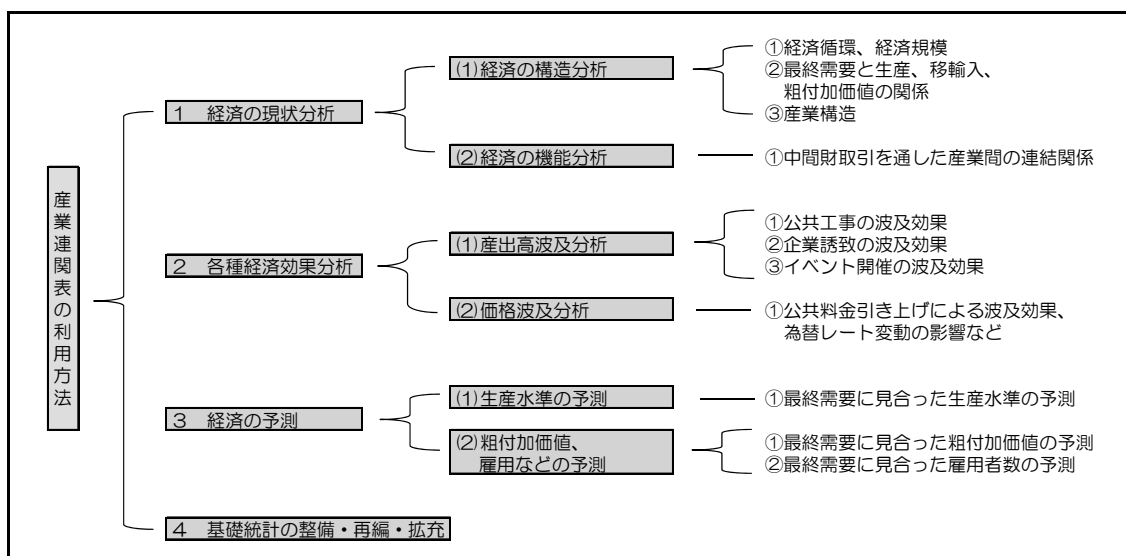 産業連関表の利用方法
1 経済の現状分析
(1)経済の構造分析
①経済循環、経済規模
②最終需要と生産、移輸入、
粗付加価値の関係
③産業構造
(2)経済の機能分析
①中間財取引を通した産業間の連結関係
2 各種経済効果分析
(1)産出高波及分析
①公共工事の波及効果
②企業誘致の波及効果
③イベント開催の波及効果
(2)価格波及分析
①公共料金引き上げによる波及効果、
為替レート変動の影響など
3 経済の予測
(1)生産水準の予測
①最終需要に見合った生産水準の予測
(2)粗付加価値、
雇用などの予測
①最終需要に見合った粗付加価値の予測
②最終需要に見合った雇用者数の予測
4 基礎統計の整備・再編・拡充